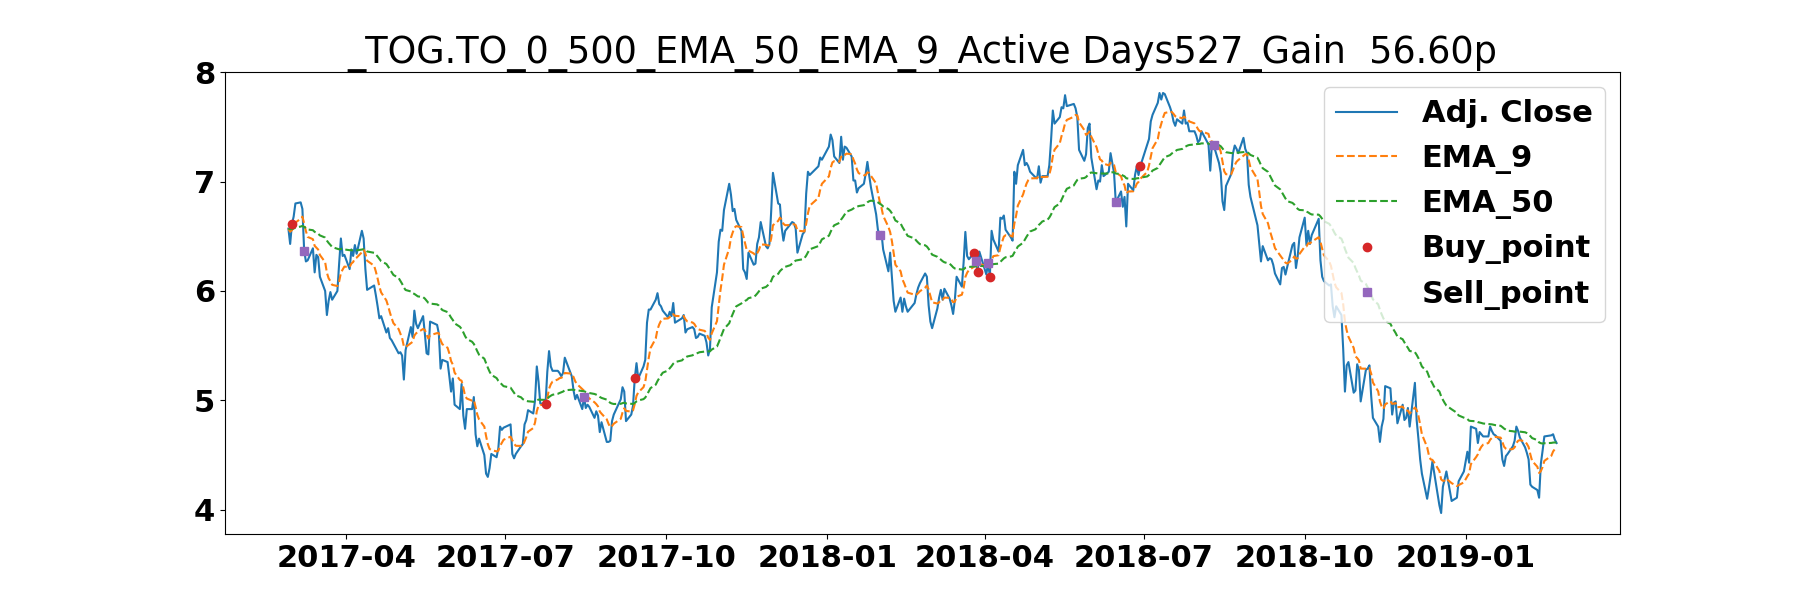 _TOG.TO_0_500_EMA_50_EMA_9_Active Days527_Gain  56.60p
8
7
6
5
4
Adj. Close
EMA_9
EMA_50
Buy_point
Sell_point
2017-04 2017-07 2017-10 2018-01 2018-04 2018-07 2018-10 2019-01